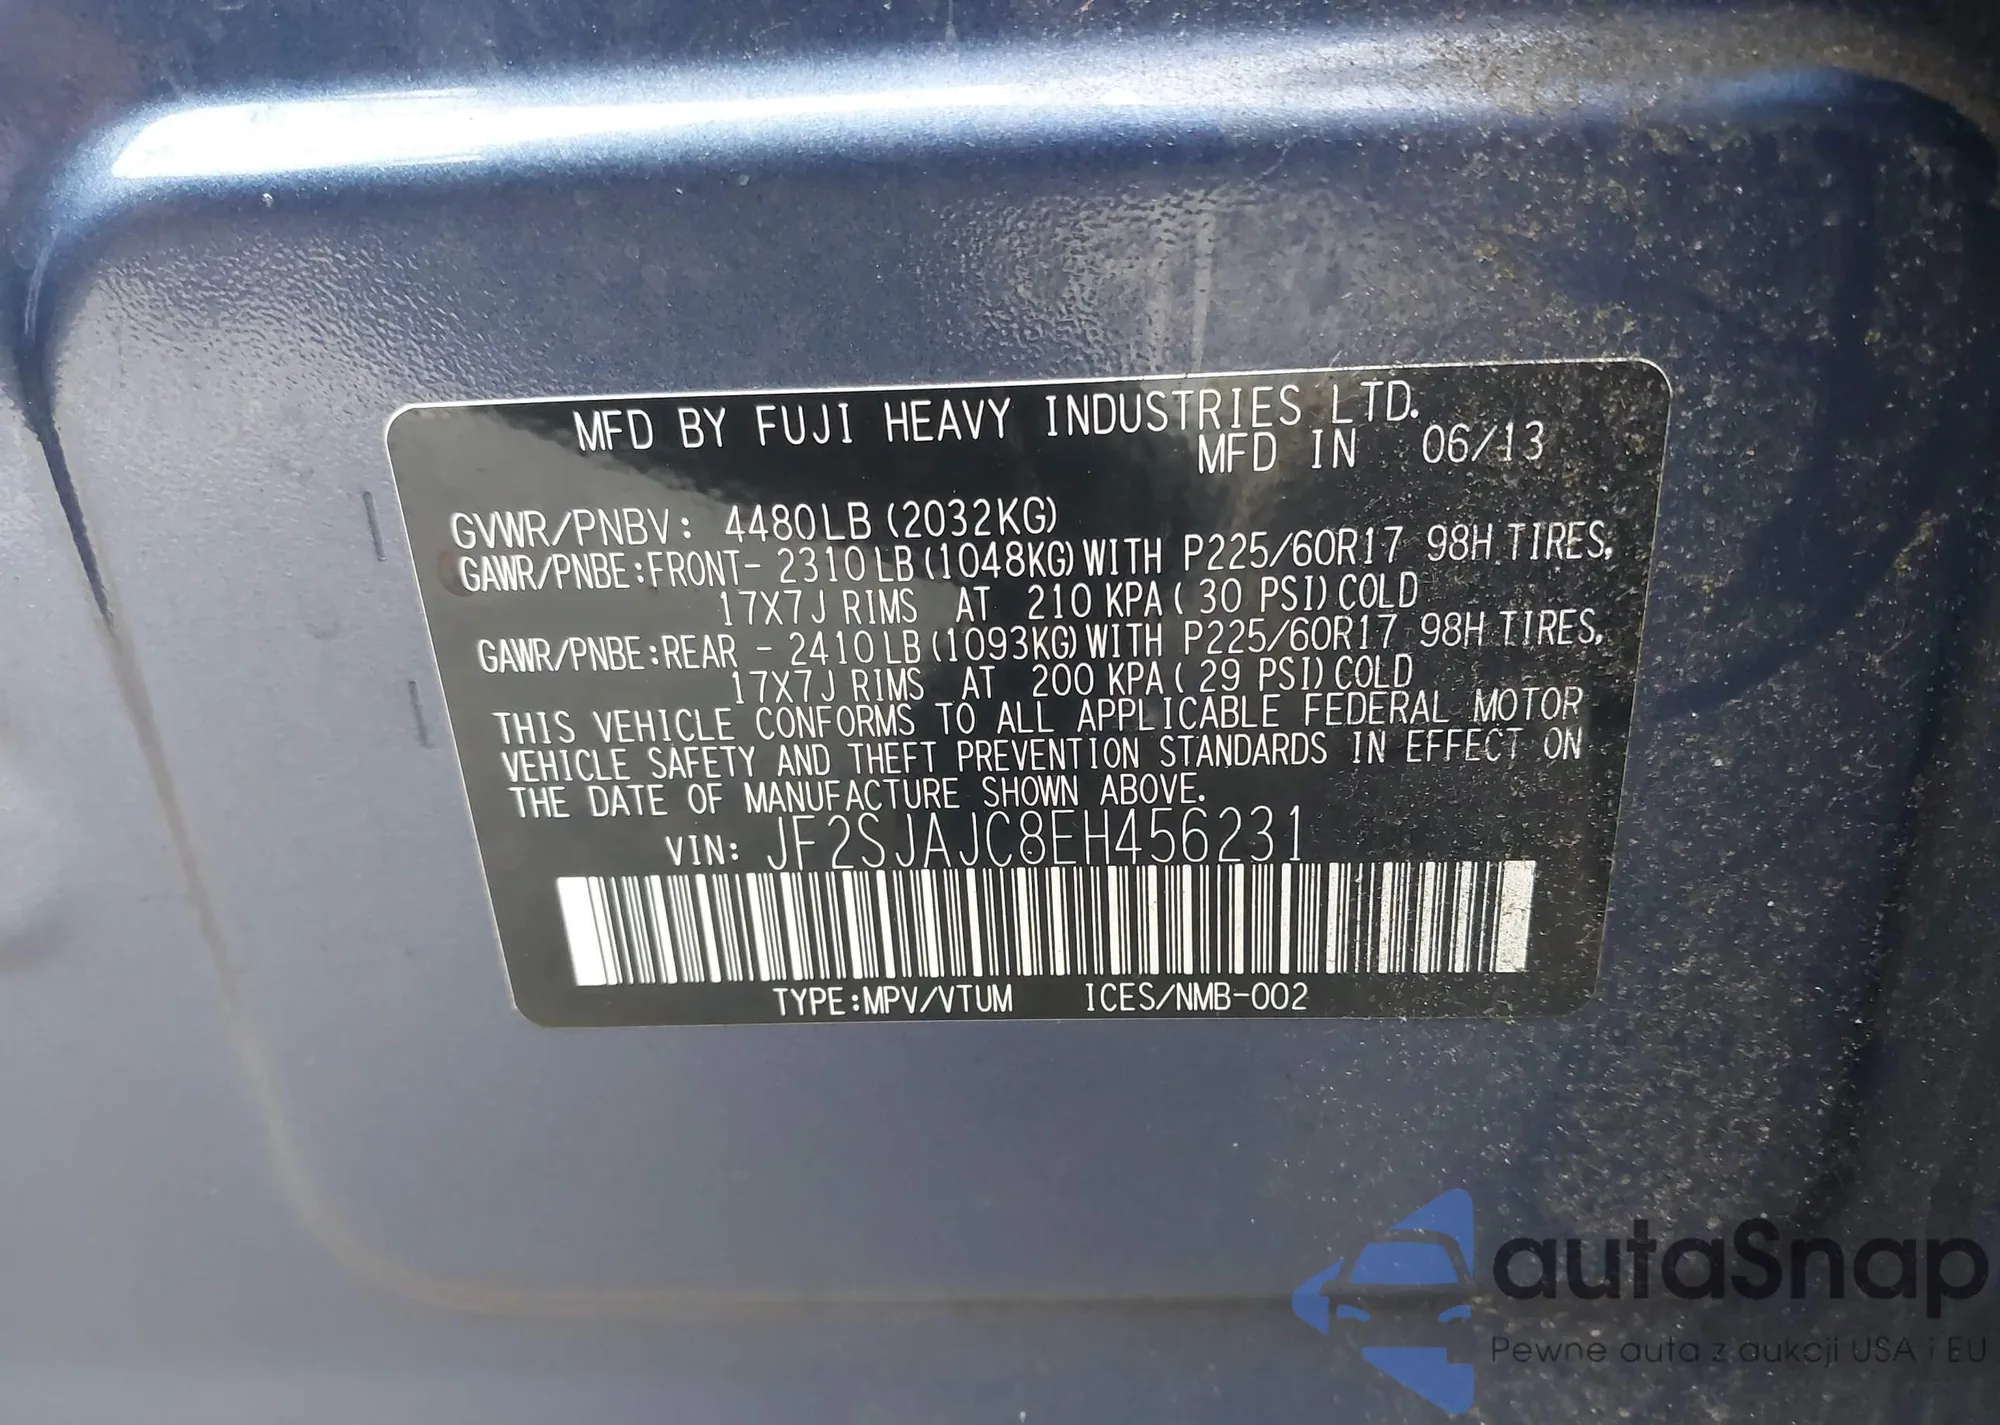 MFD BY FUJI HEAVY INDUSTRIES LTD.
MFD IN 06/13
GVWR/PNBV: 4480LB (2032KG)
GAWR/PNBE:FRONT- 2310LB (1048KG) WITH P225/60R17 98H TIRES,
17X7J RIMS AT 210 KPA( 30 PSI) COLD
GAWR/PNBE:REAR - 2410LB (1093KG) WITH P225/60R17 98H TIRES,
17X7J RIMS AT 200 KPA( 29 PSI) COLD
THIS VEHICLE CONFORMS TO ALL APPLICABLE FEDERAL MOTOR
VEHICLE SAFETY AND THEFT PREVENTION STANDARDS IN EFFECT ON
THE DATE OF MANUFACTURE SHOWN ABOVE.
VIN: JF2SJAJC8EH456231
TYPE:MPV/VTUM ICES/NMB-002
autaSnap
Pewne auta z aukcji USA i EU